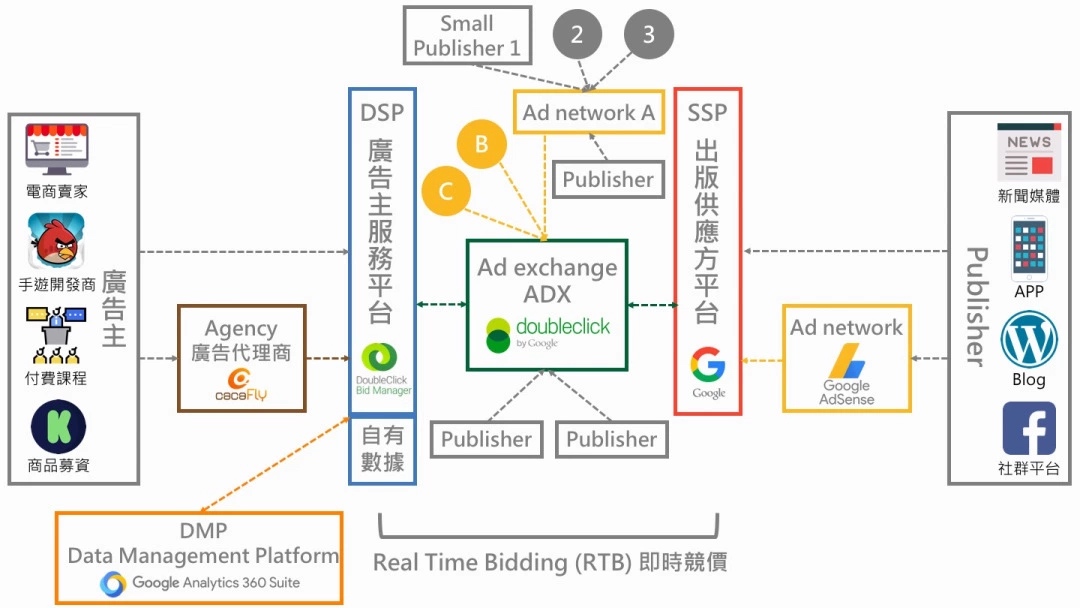 Small
Publisher 1
2
3
Ad network A
Publisher
B
C
電商賣家
手遊開發商
付費課程
商品募資
廣告主
Agency
廣告代理商
cacaFly
DSP
廣告主服務平台
DoubleClick
Bid Manager
自有
數據
Ad exchange
ADX
doubleclick
by Google
Publisher
Publisher
SSP
出版供應方平台
Google
Ad network
Google
AdSense
Publisher
NEWS
新聞媒體
APP
Blog
社群平台
DMP
Data Management Platform
Google Analytics 360 Suite
Real Time Bidding (RTB) 即時競價